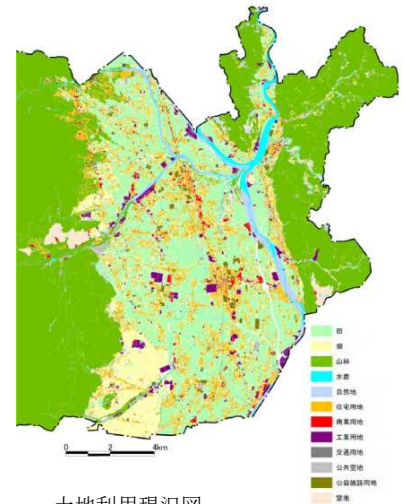 0 2 4km
田
畑
山林
水面
自然地
住宅用地
商業用地
工業用地
交通用地
公共空地
公益施設用地
空地
土地利用現況図